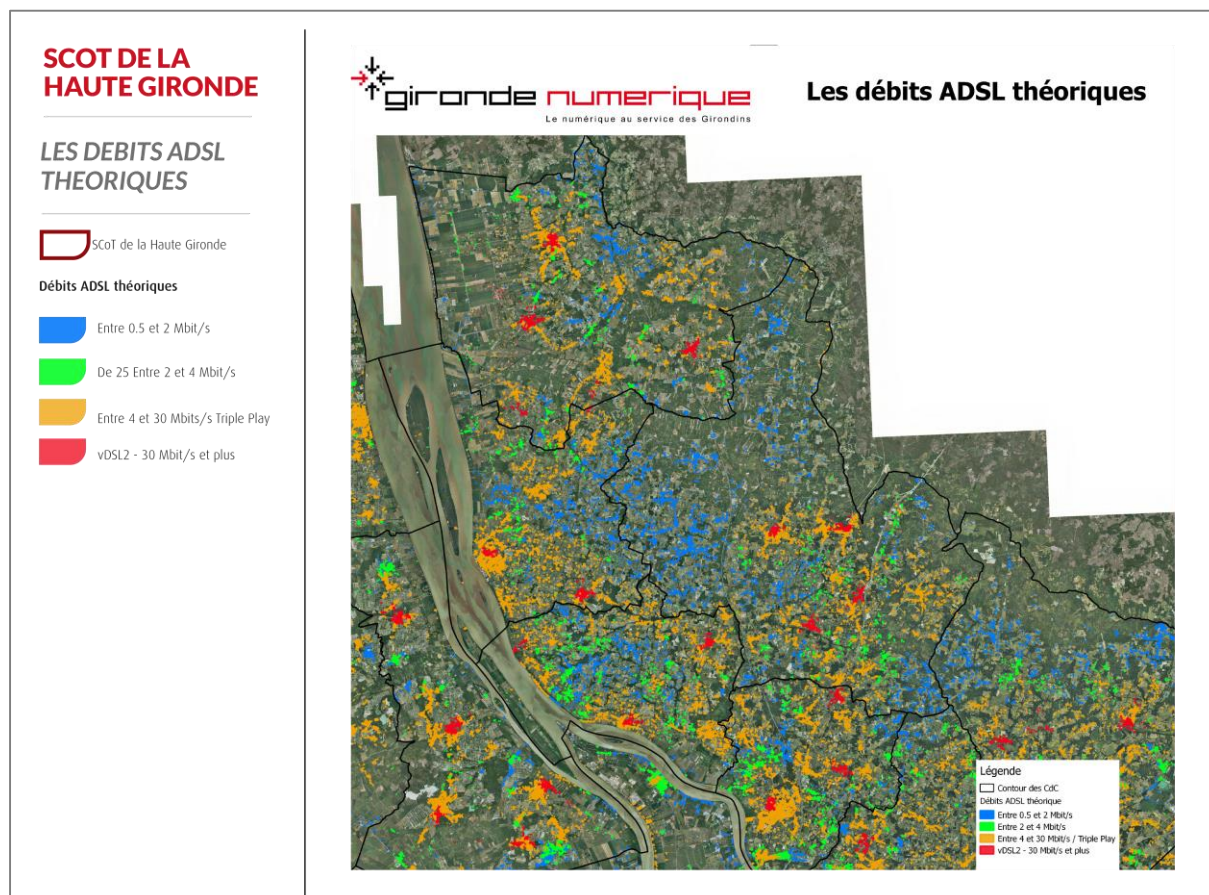 SCOT DE LA
HAUTE GIRONDE
LES DEBITS ADSL
THEORIQUES
SCoT de la Haute Gironde
Débits ADSL théoriques
Entre 0.5 et 2 Mbit/s
De 25 Entre 2 et 4 Mbit/s
Entre 4 et 30 Mbits/s Triple Play
vDSL2 - 30 Mbit/s et plus
gironde numerique
Le numérique au service des Girondins
Les débits ADSL théoriques
Légende
Contour des CdC
Débits ADSL théorique
Entre 0.5 et 2 Mbit/s
Entre 2 et 4 Mbit/s
Entre 4 et 30 Mbit/s / Triple Play
vDSL2 - 30 Mbit/s et plus